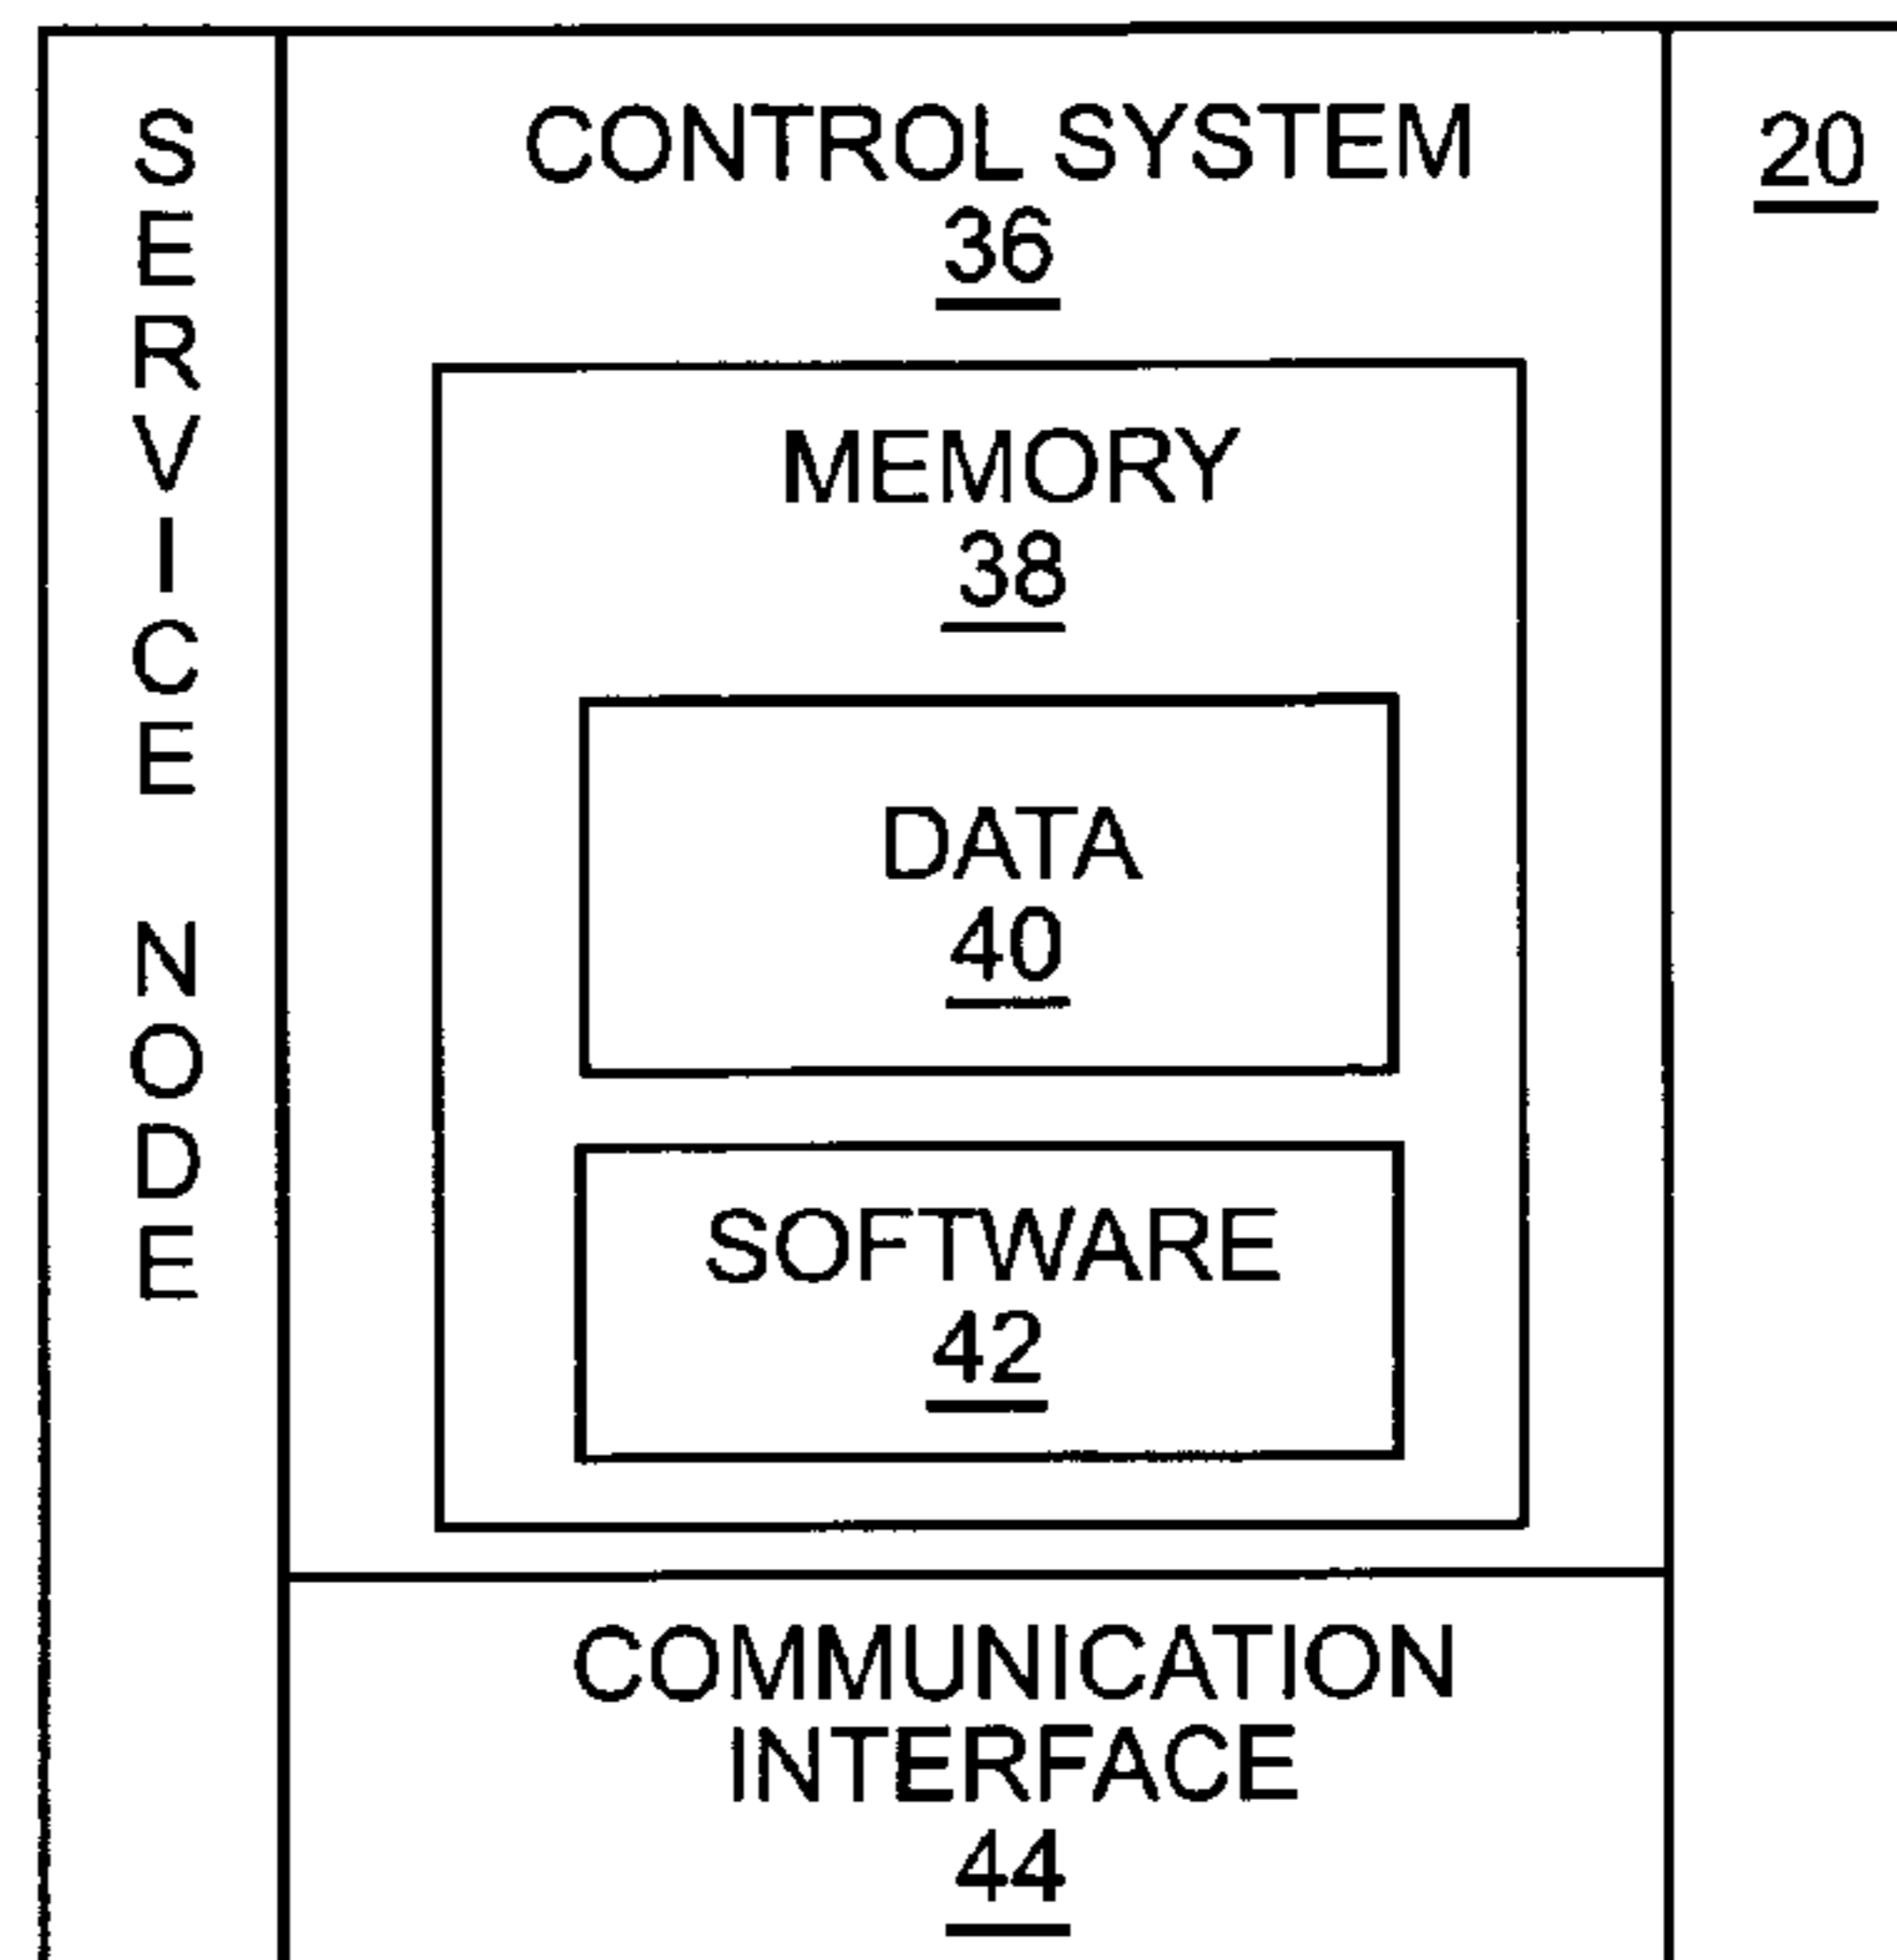 SERVICE NODE
CONTROL SYSTEM
36
20
MEMORY
38
DATA
40
SOFTWARE
42
COMMUNICATION
INTERFACE
44